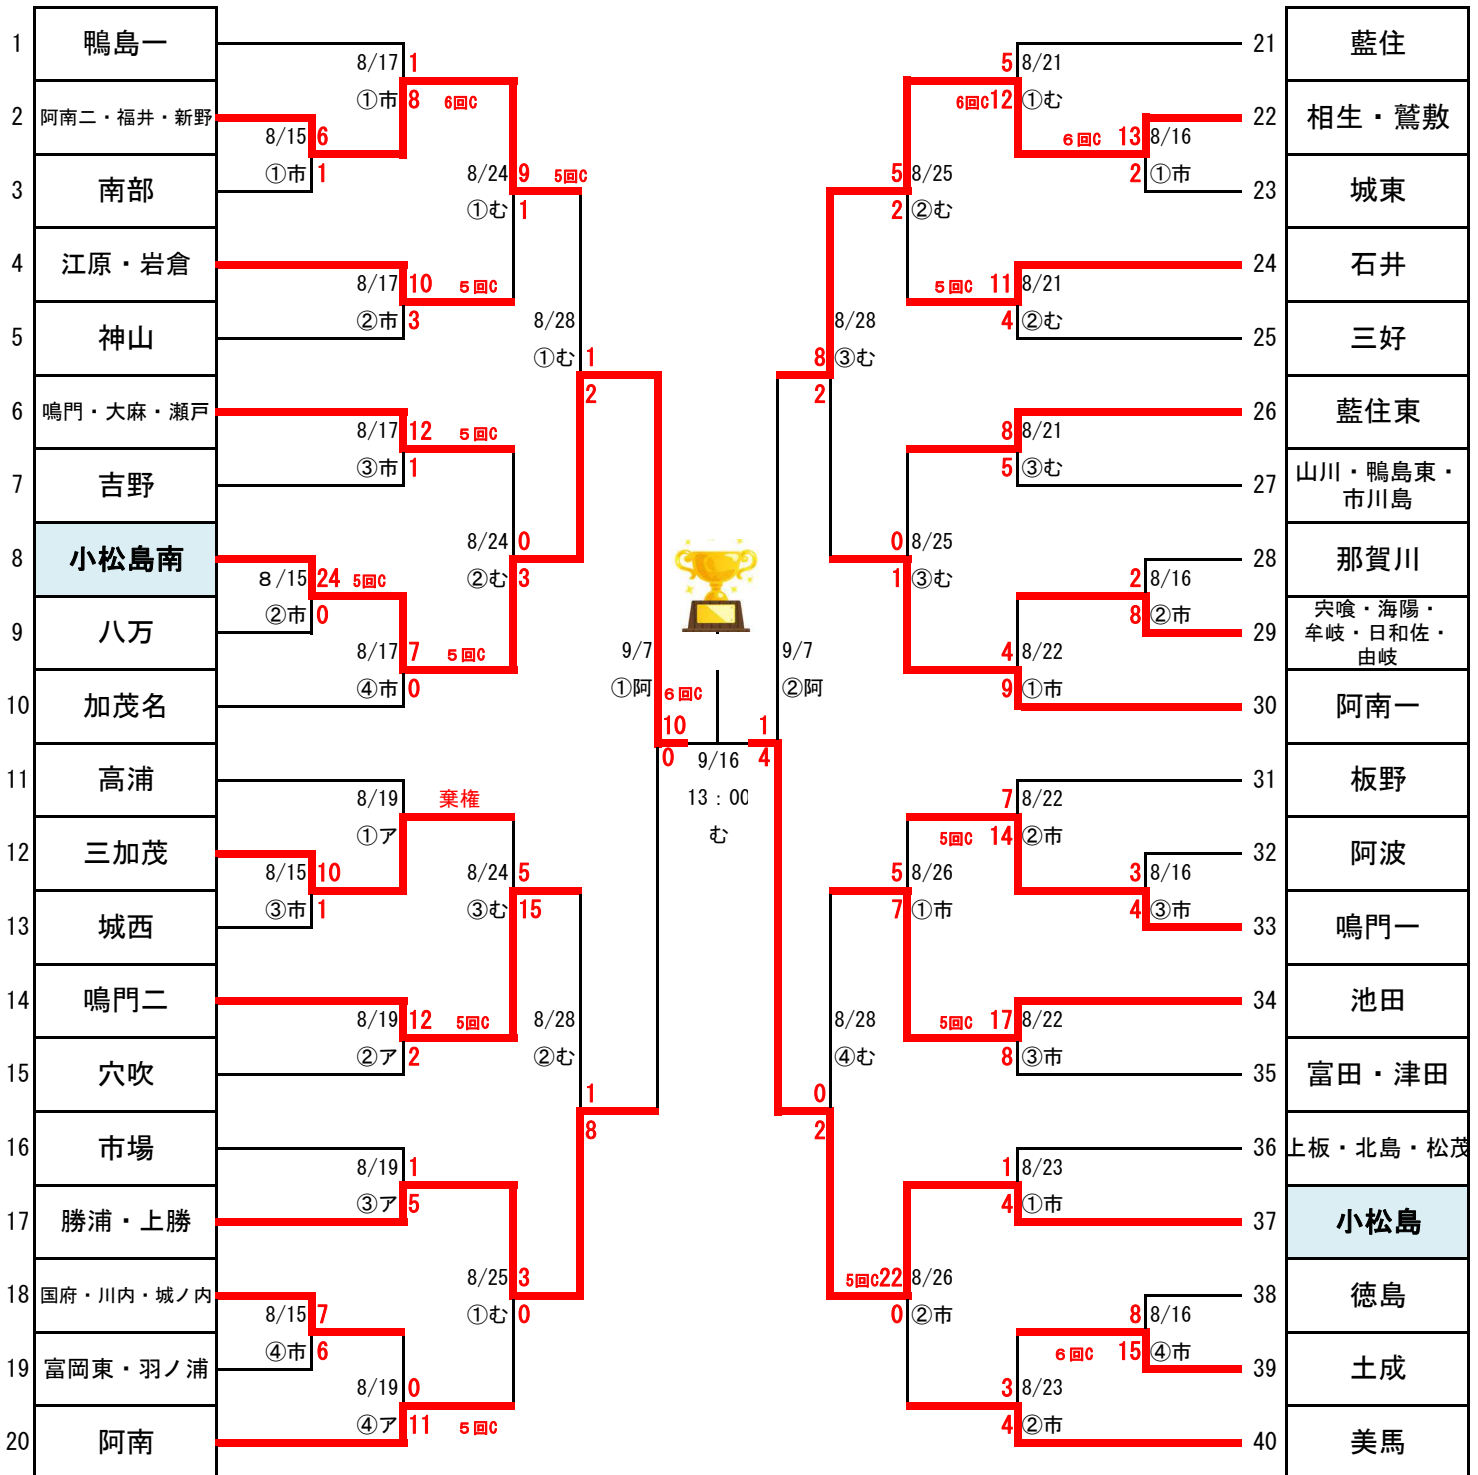 1 鴨島一
2 阿南二・福井・新野
3 南部
4 江原・岩倉
5 神山
6 鳴門・大麻・瀬戸
7 吉野
8 小松島南
9 八万
10 加茂名
11 高浦
12 三加茂
13 城西
14 鳴門二
15 穴吹
16 市場
17 勝浦・上勝
18 国府・川内・城ノ内
19 富岡東・羽ノ浦
20 阿南
8/15 6
①市 1
8/15 24 5回C
②市 0
8/15 10
③市 1
8/15 7
④市 6
8/17 1
①市 8 6回C
8/17 10 5回C
②市 3
8/17 12 5回C
③市 1
8/17 7 5回C
④市 0
8/19 棄権
①ア
8/19 12 5回C
②ア 2
8/19 1
③ア 5
8/19 0
④ア 11 5回C
8/24 9 5回C
①む 1
8/24 0
②む 3
8/24 5
③む 15
8/25 3
①む 0
8/28
①む 1
2
8/28
②む
1
8
9/7
①阿 6回C
10
0
9/16
13：00
む
9/7
②阿
1
4
8/28
8 ③む
2
8/28
④む
0
2
5 8/25
2 ②む
0 8/25
1 ③む
5 8/26
7 ①市
5回C 22 8/26
0 ②市
5 8/21
6回C 12 ①む
5回C 11 8/21
4 ②む
8 8/21
5 ③む
4 8/22
9 ①市
7 8/22
5回C 14 ②市
5回C 17 8/22
8 ③市
1 8/23
4 ①市
3 8/23
4 ②市
6回C 13 8/16
2 ①市
2 8/16
8 ②市
3 8/16
4 ③市
8 8/16
6回C 15 ④市
21 藍住
22 相生・鷲敷
23 城東
24 石井
25 三好
26 藍住東
27 山川・鴨島東・
市川島
28 那賀川
29 宍喰・海陽・
牟岐・日和佐・
由岐
30 阿南一
31 板野
32 阿波
33 鳴門一
34 池田
35 富田・津田
36 上板・北島・松茂
37 小松島
38 徳島
39 土成
40 美馬